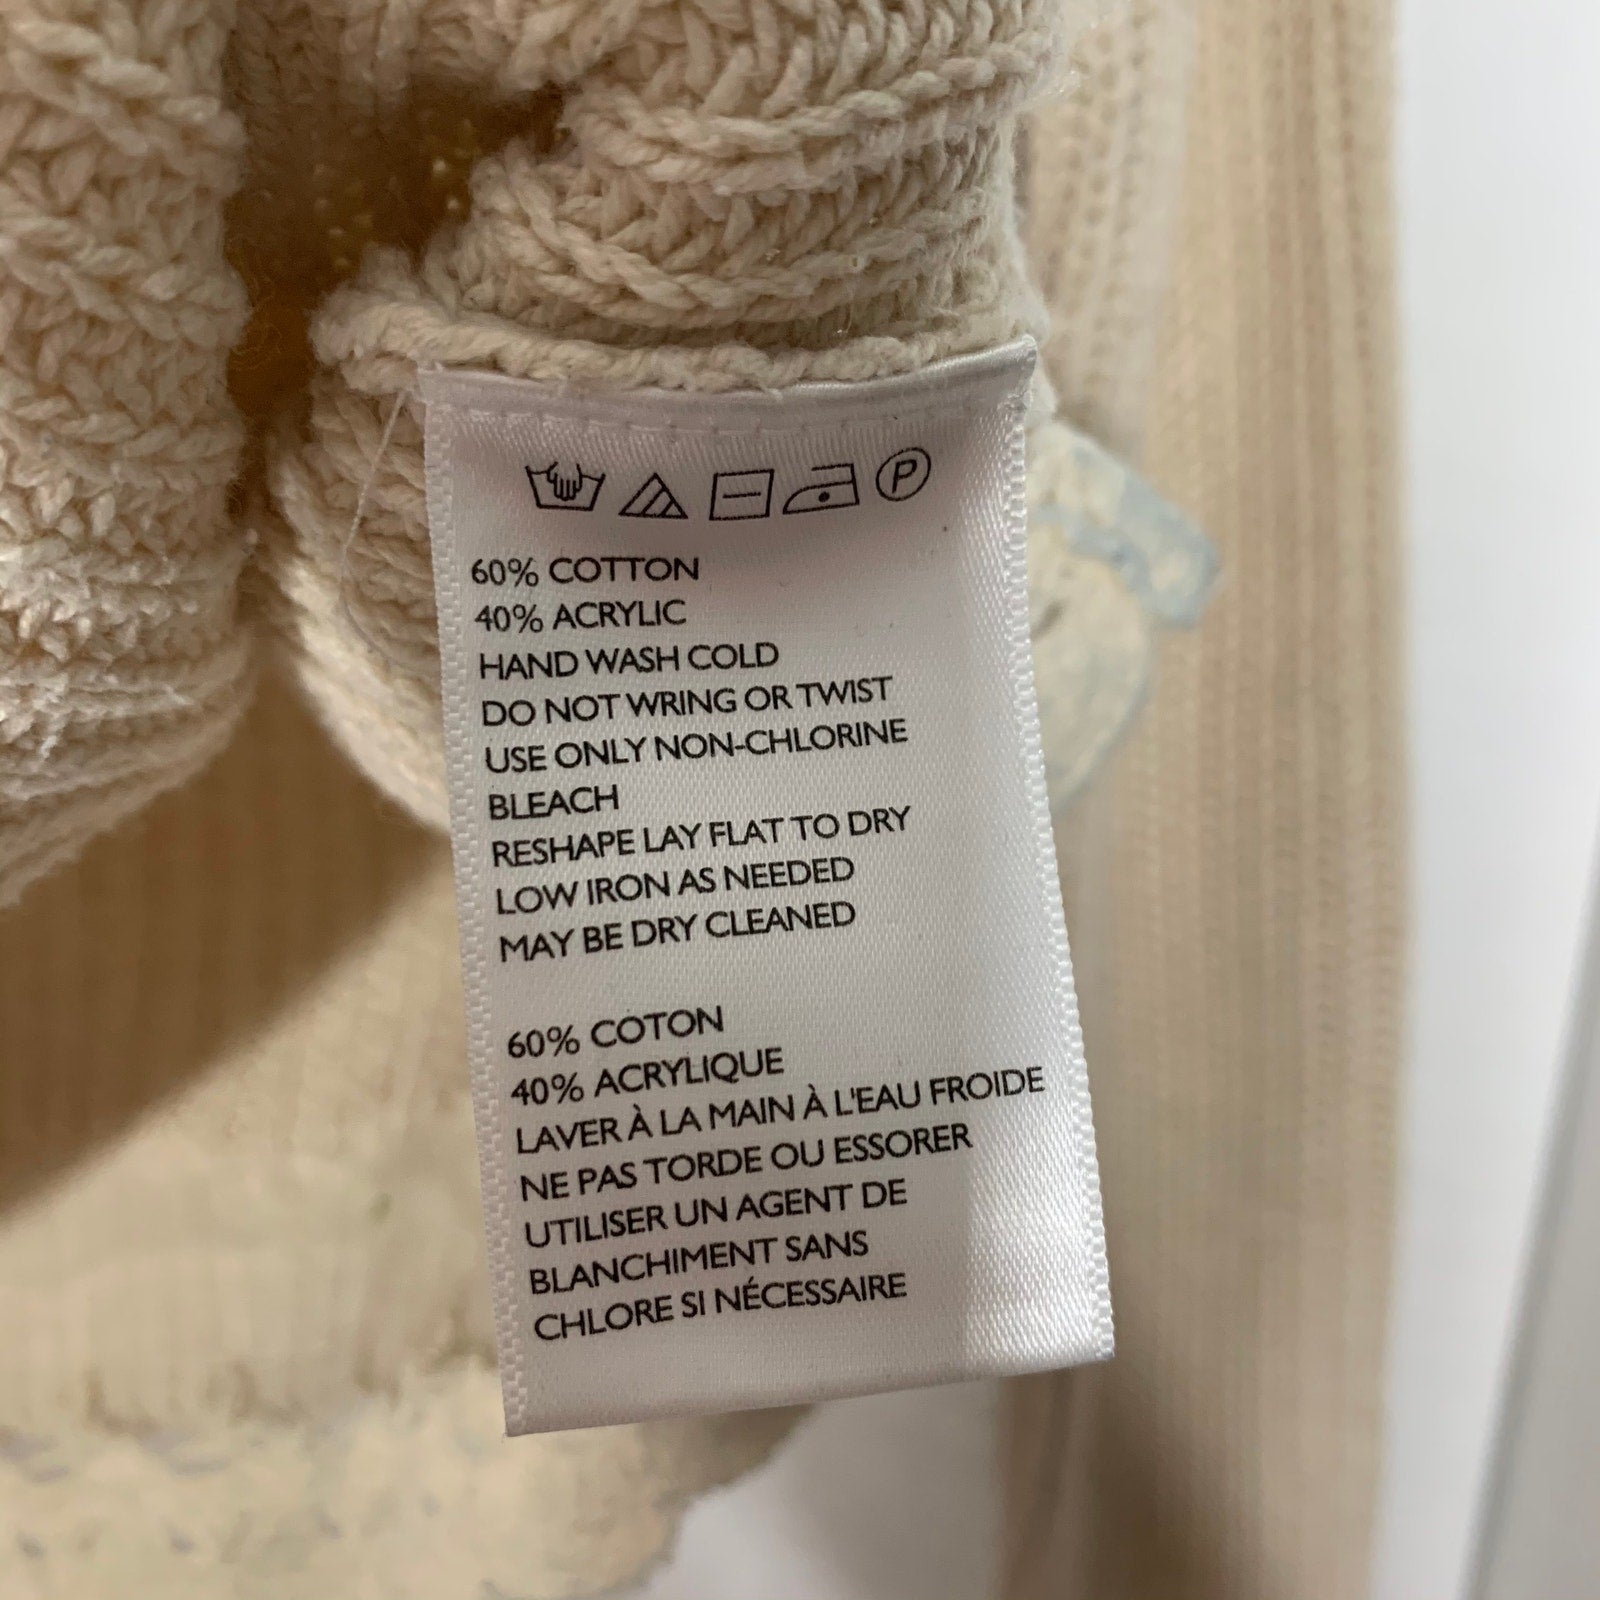 P
60% COTTON
40% ACRYLIC
HAND WASH COLD
DO NOT WRING OR TWIST
USE ONLY NON-CHLORINE
BLEACH
RESHAPE LAY FLAT TO DRY
LOW IRON AS NEEDED
MAY BE DRY CLEANED
60% COTON
40% ACRYLIQUE
LAVER À LA MAIN À L'EAU FROIDE
NE PAS TORDE OU ESSORER
UTILISER UN AGENT DE
BLANCHIMENT SANS
CHLORE SI NÉCESSAIRE